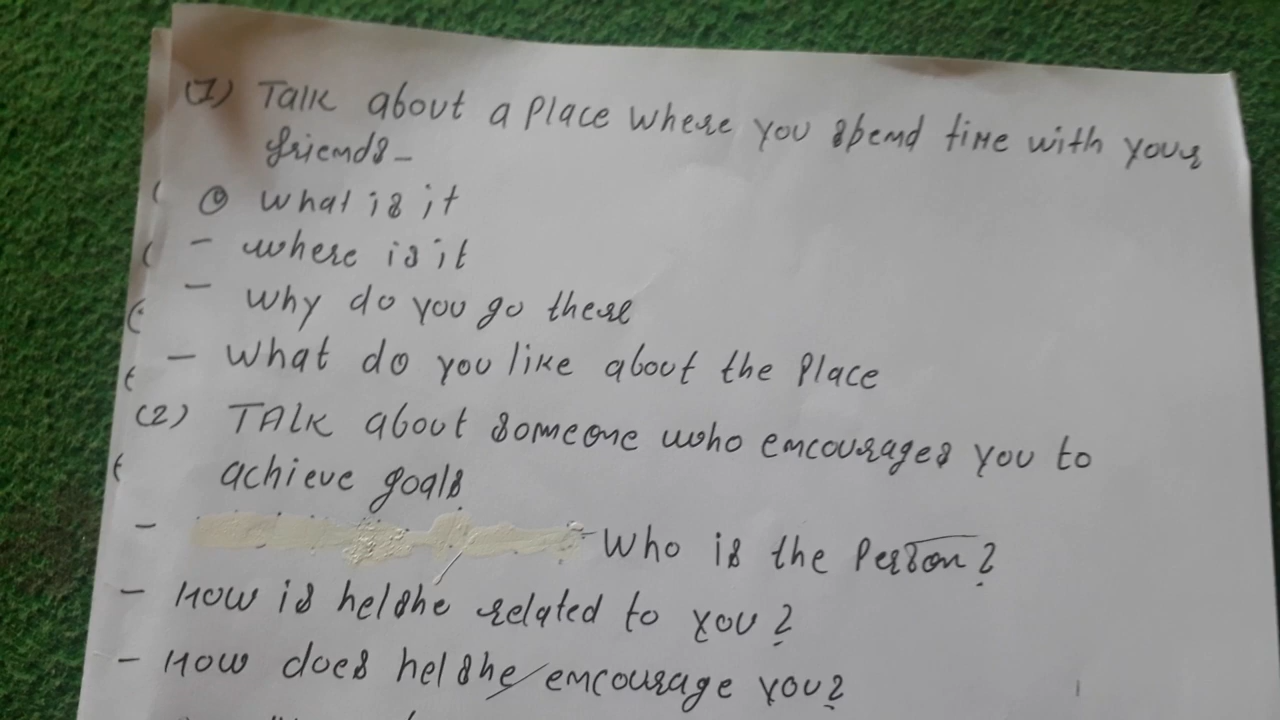 (1) Talk about a Place where you spend time with your
friends-
what is it
- where is it
- why do you go there
- what do you like about the Place
(2) TAlk about someone who encourages you to
achieve goals
- Who is the Person?
- How is he/she related to you?
- How does he/she encourage you?